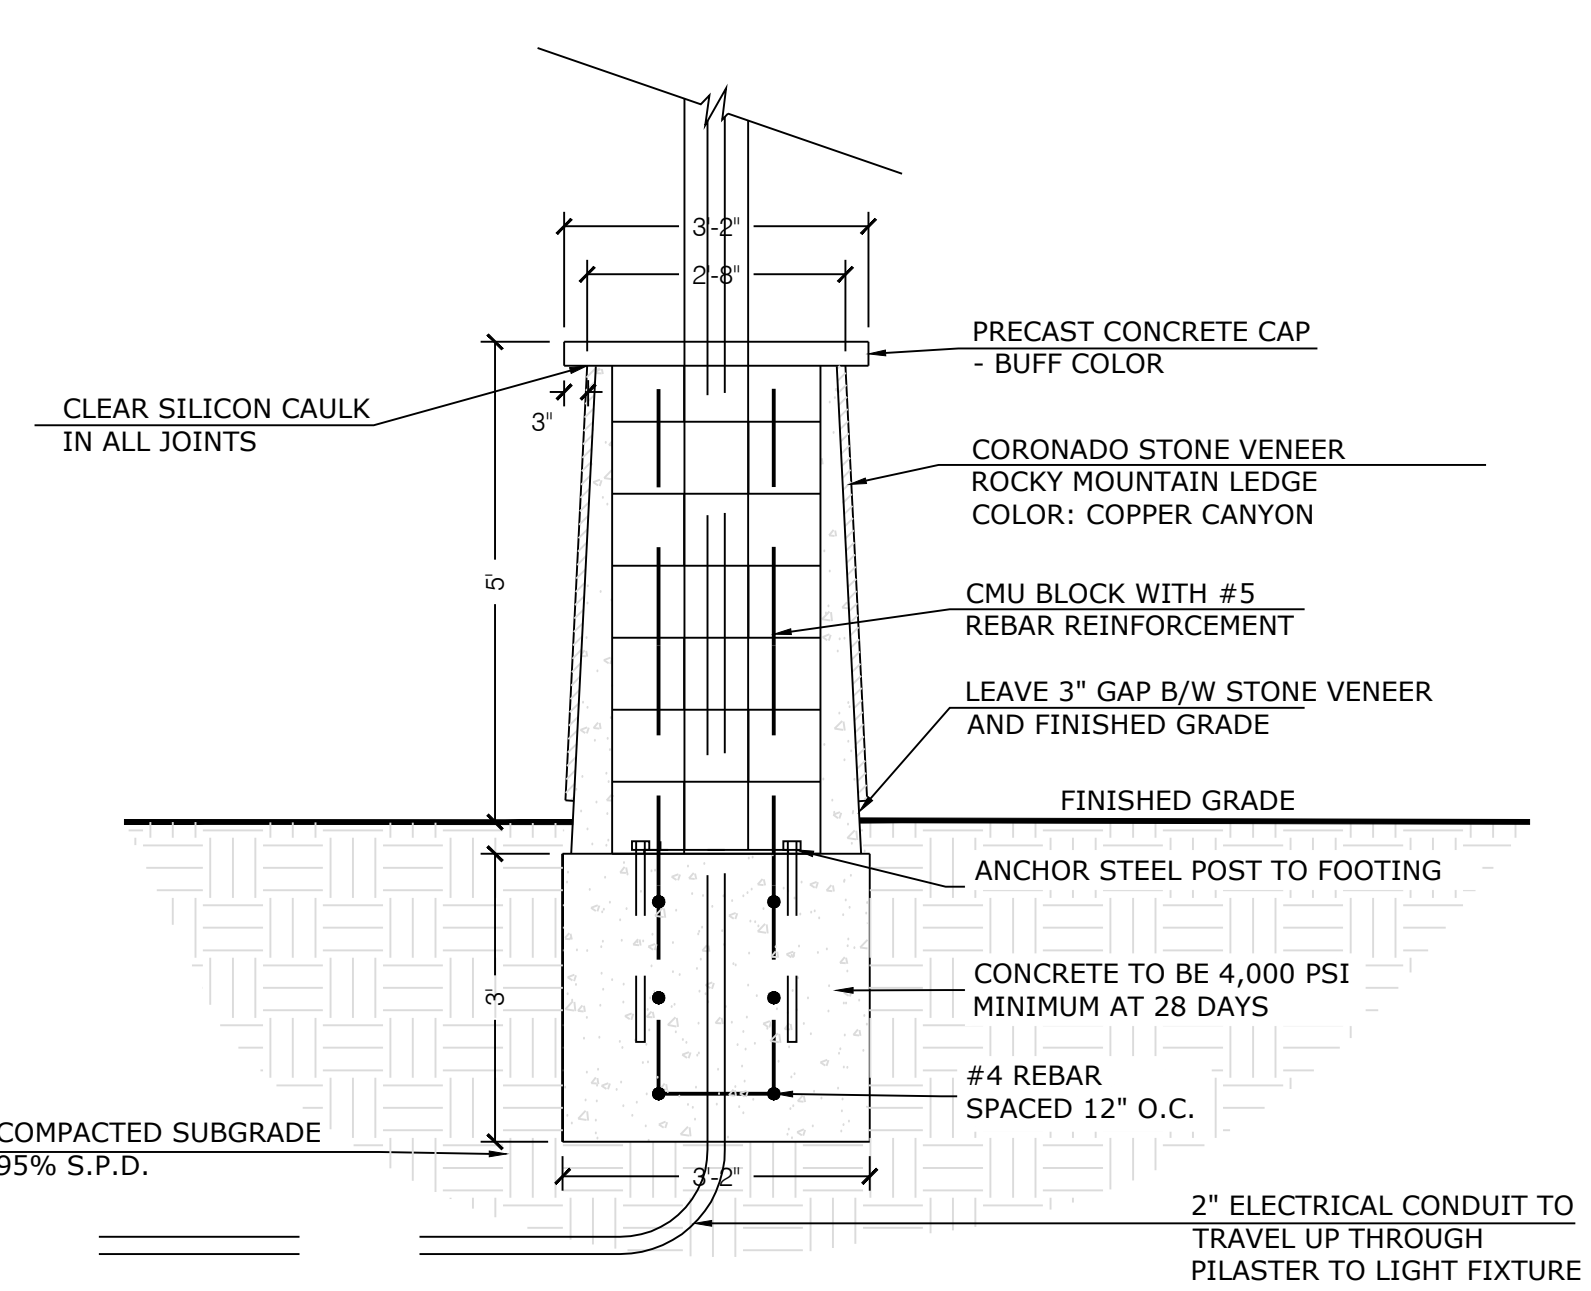 3'-2"
2'-8"
PRECAST CONCRETE CAP
- BUFF COLOR
CLEAR SILICON CAULK
IN ALL JOINTS
3"
CORONADO STONE VENEER
ROCKY MOUNTAIN LEDGE
COLOR: COPPER CANYON
5'
CMU BLOCK WITH #5
REBAR REINFORCEMENT
LEAVE 3" GAP B/W STONE VENEER
AND FINISHED GRADE
FINISHED GRADE
ANCHOR STEEL POST TO FOOTING
3'
CONCRETE TO BE 4,000 PSI
MINIMUM AT 28 DAYS
#4 REBAR
SPACED 12" O.C.
COMPACTED SUBGRADE
95% S.P.D.
3'-2"
2" ELECTRICAL CONDUIT TO
TRAVEL UP THROUGH
PILASTER TO LIGHT FIXTURE